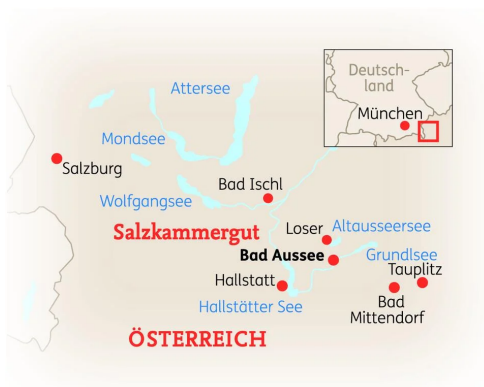 Deutsch-
land
München
Attersee
Mondsee
Salzburg
Wolfgangsee
Bad Ischl
Salzkammergut
Loser
Altausseersee
Bad Aussee
Grundlsee
Tauplitz
Hallstatt
Bad
Mittendorf
Hallstätter See
ÖSTERREICH